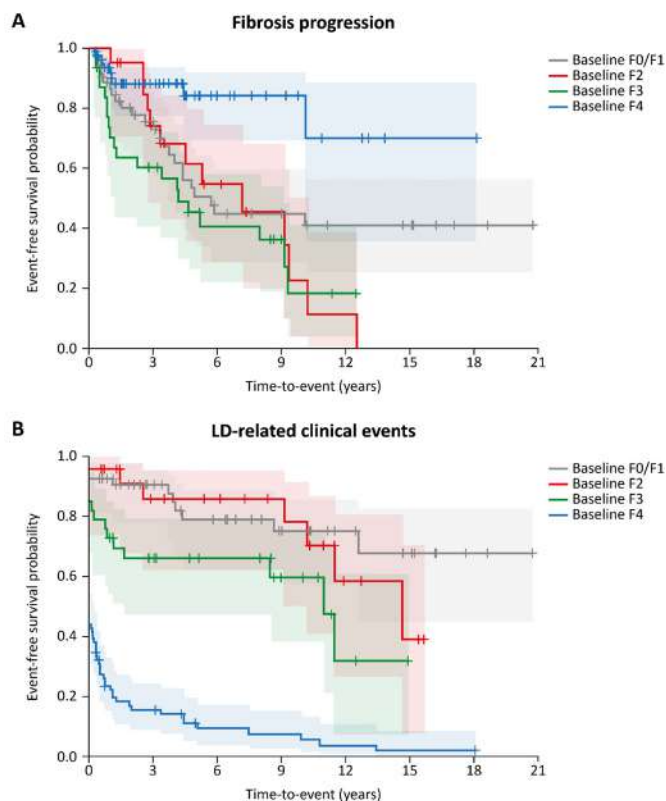 A
Fibrosis progression
Event-free survival probability
1.0
0.8
0.6
0.4
0.2
0.0
0 3 6 9 12 15 18 21
Time-to-event (years)
Baseline F0/F1
Baseline F2
Baseline F3
Baseline F4
B
LD-related clinical events
Event-free survival probability
1.0
0.8
0.6
0.4
0.2
0.0
0 3 6 9 12 15 18 21
Time-to-event (years)
Baseline F0/F1
Baseline F2
Baseline F3
Baseline F4